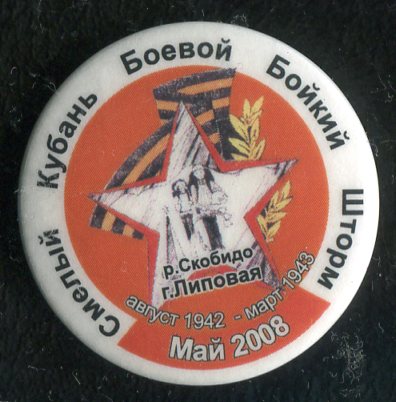 Смелый Кубань Боевой Бойкий Шторм
р.Скобидо
г.Липовая
август 1942 - март 1943
Май 2008